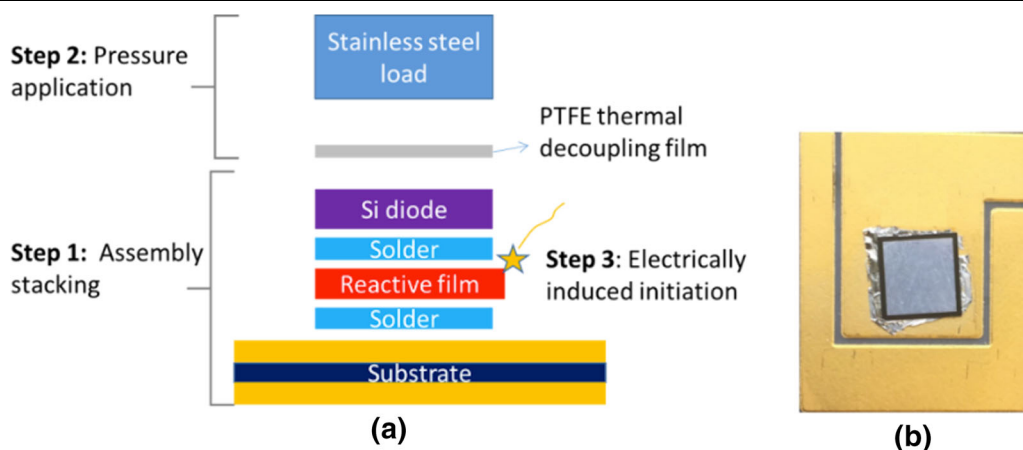 Step 2: Pressure
application
Stainless steel
load
PTFE thermal
decoupling film
Step 1: Assembly
stacking
Si diode
Solder
Reactive film
Solder
Substrate
Step 3: Electrically
induced initiation
(a)
(b)